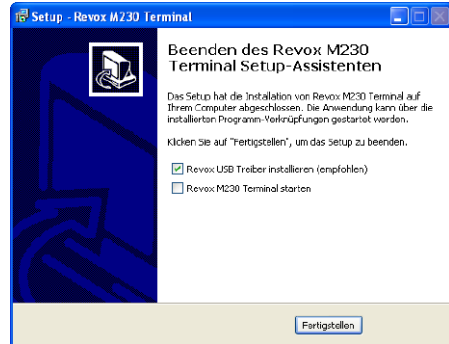 Setup - Revox M230 Terminal
Beenden des Revox M230
Terminal Setup-Assistenten
Das Setup hat die Installation von Revox M230 Terminal auf
Ihrem Computer abgeschlossen. Die Anwendung kann über die
installierten Programm-Verknüpfungen gestartet werden.
Klicken Sie auf "Fertigstellen", um das Setup zu beenden.
Revox USB Treiber installieren (empfohlen)
Revox M230 Terminal starten
Fertigstellen